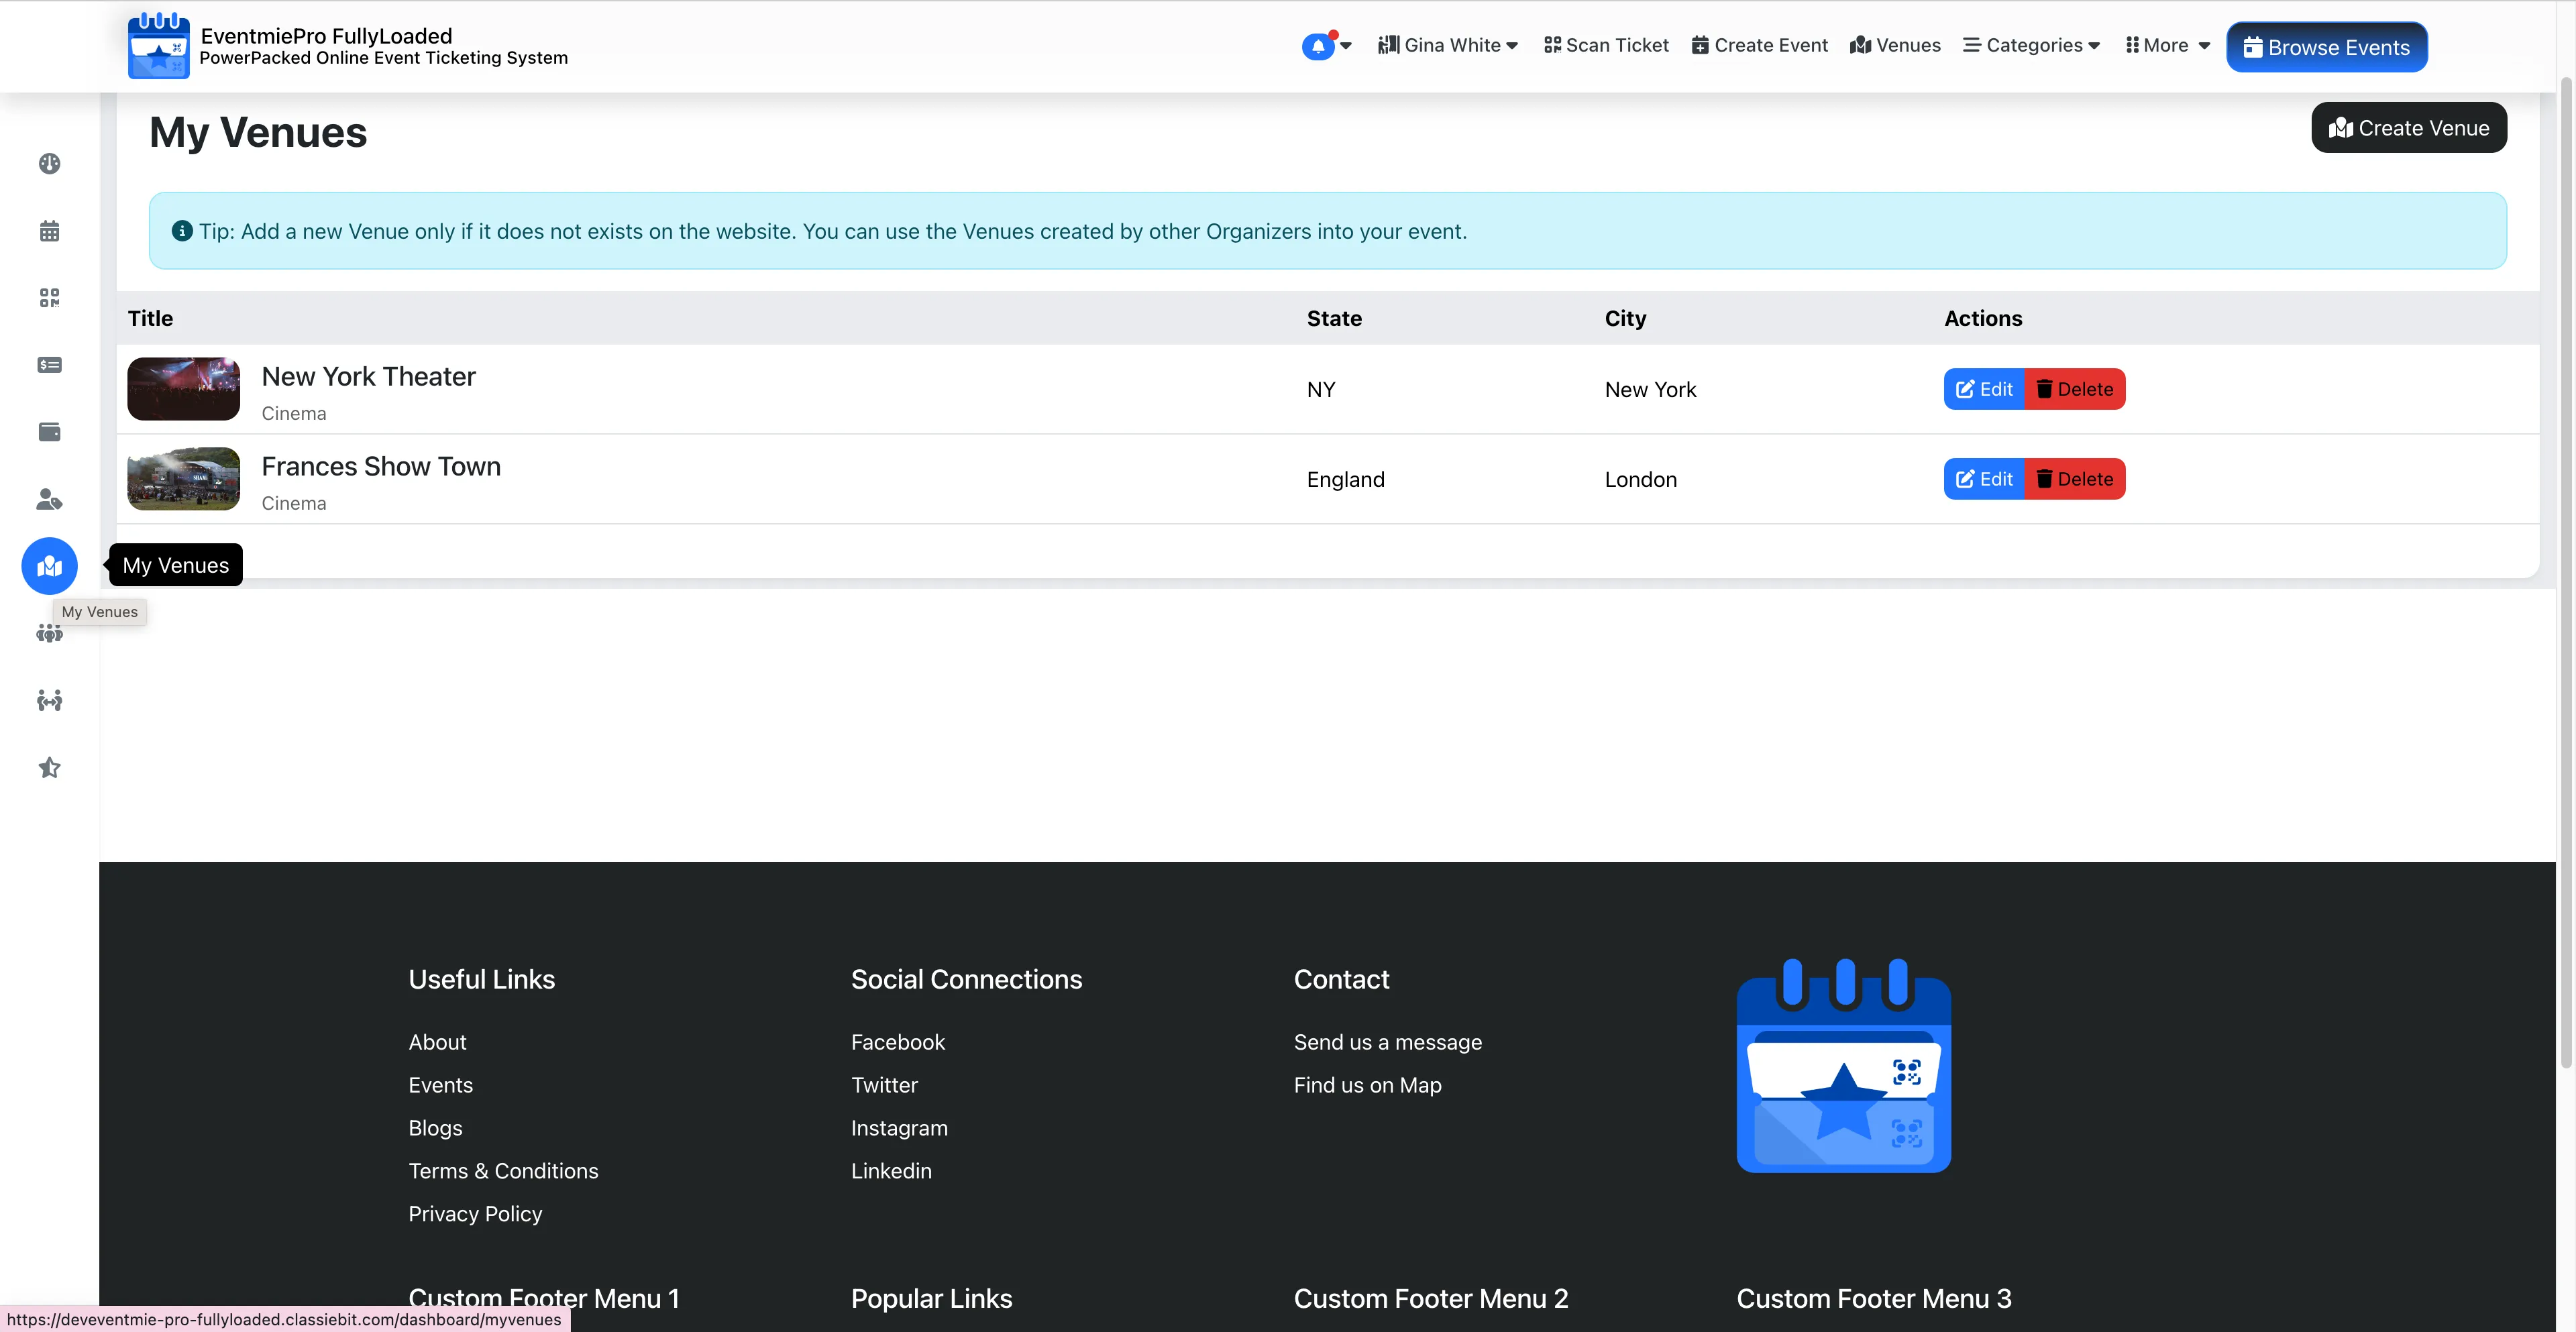 EventmiePro FullyLoaded
PowerPacked Online Event Ticketing System
Gina White
Scan Ticket
Create Event
Venues
Categories
More
Browse Events
My Venues
Create Venue
Tip: Add a new Venue only if it does not exists on the website. You can use the Venues created by other Organizers into your event.
Title State City Actions
New York Theater
Cinema
NY New York Edit Delete
Frances Show Town
Cinema
England London Edit Delete
My Venues
My Venues
Useful Links
About
Events
Blogs
Terms & Conditions
Privacy Policy
Social Connections
Facebook
Twitter
Instagram
Linkedin
Contact
Send us a message
Find us on Map
Custom Footer Menu 1
Popular Links
Custom Footer Menu 2
Custom Footer Menu 3
https://deveventmie-pro-fullyloaded.classiebit.com/dashboard/myvenues